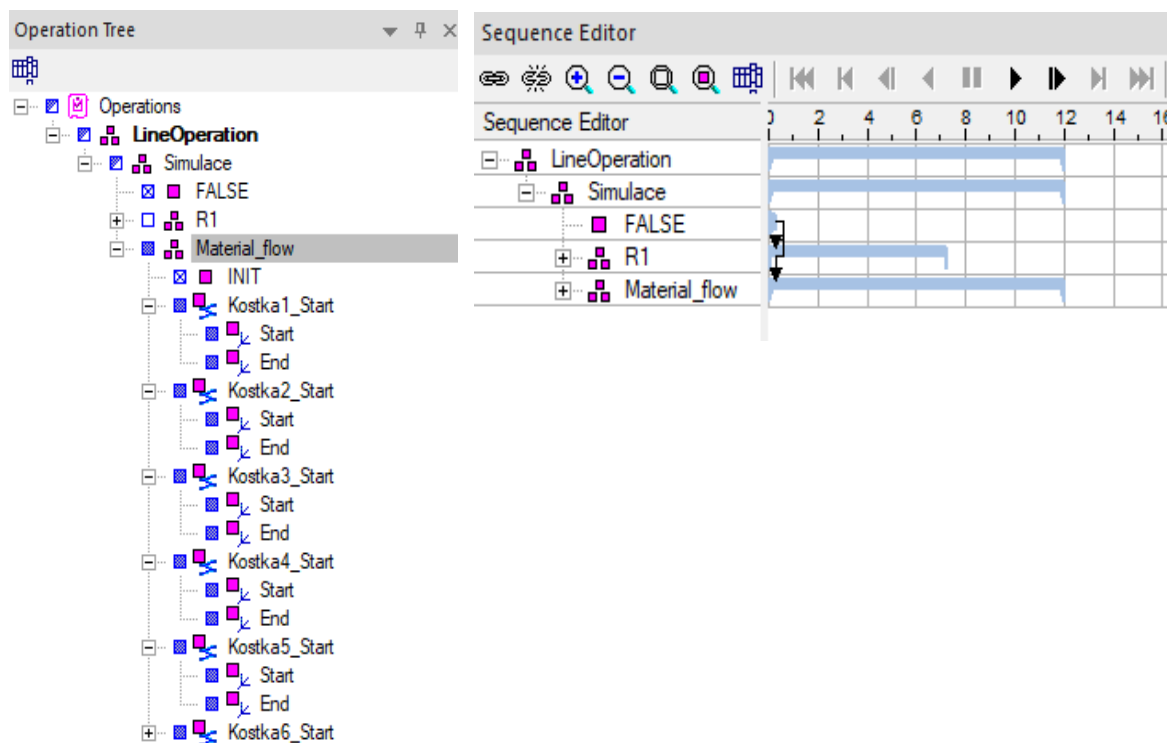 Operation Tree
Operations
LineOperation
Simulace
FALSE
R1
Material_flow
INIT
Kostka1_Start
Start
End
Kostka2_Start
Start
End
Kostka3_Start
Start
End
Kostka4_Start
Start
End
Kostka5_Start
Start
End
Kostka6_Start
Sequence Editor
Sequence Editor
0 2 4 6 8 10 12 14 16
LineOperation
Simulace
FALSE
R1
Material_flow